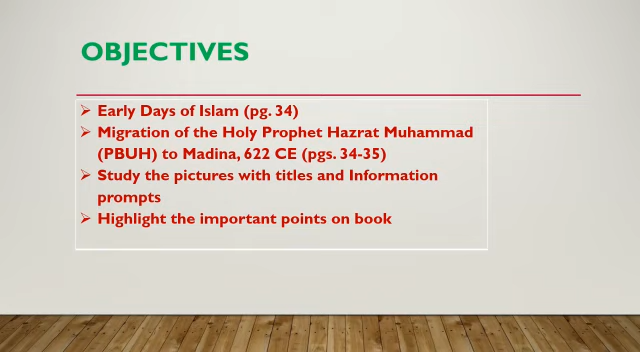 OBJECTIVES
➢ Early Days of Islam (pg. 34)
➢ Migration of the Holy Prophet Hazrat Muhammad
(PBUH) to Madina, 622 CE (pgs. 34-35)
➢ Study the pictures with titles and Information
prompts
➢ Highlight the important points on book